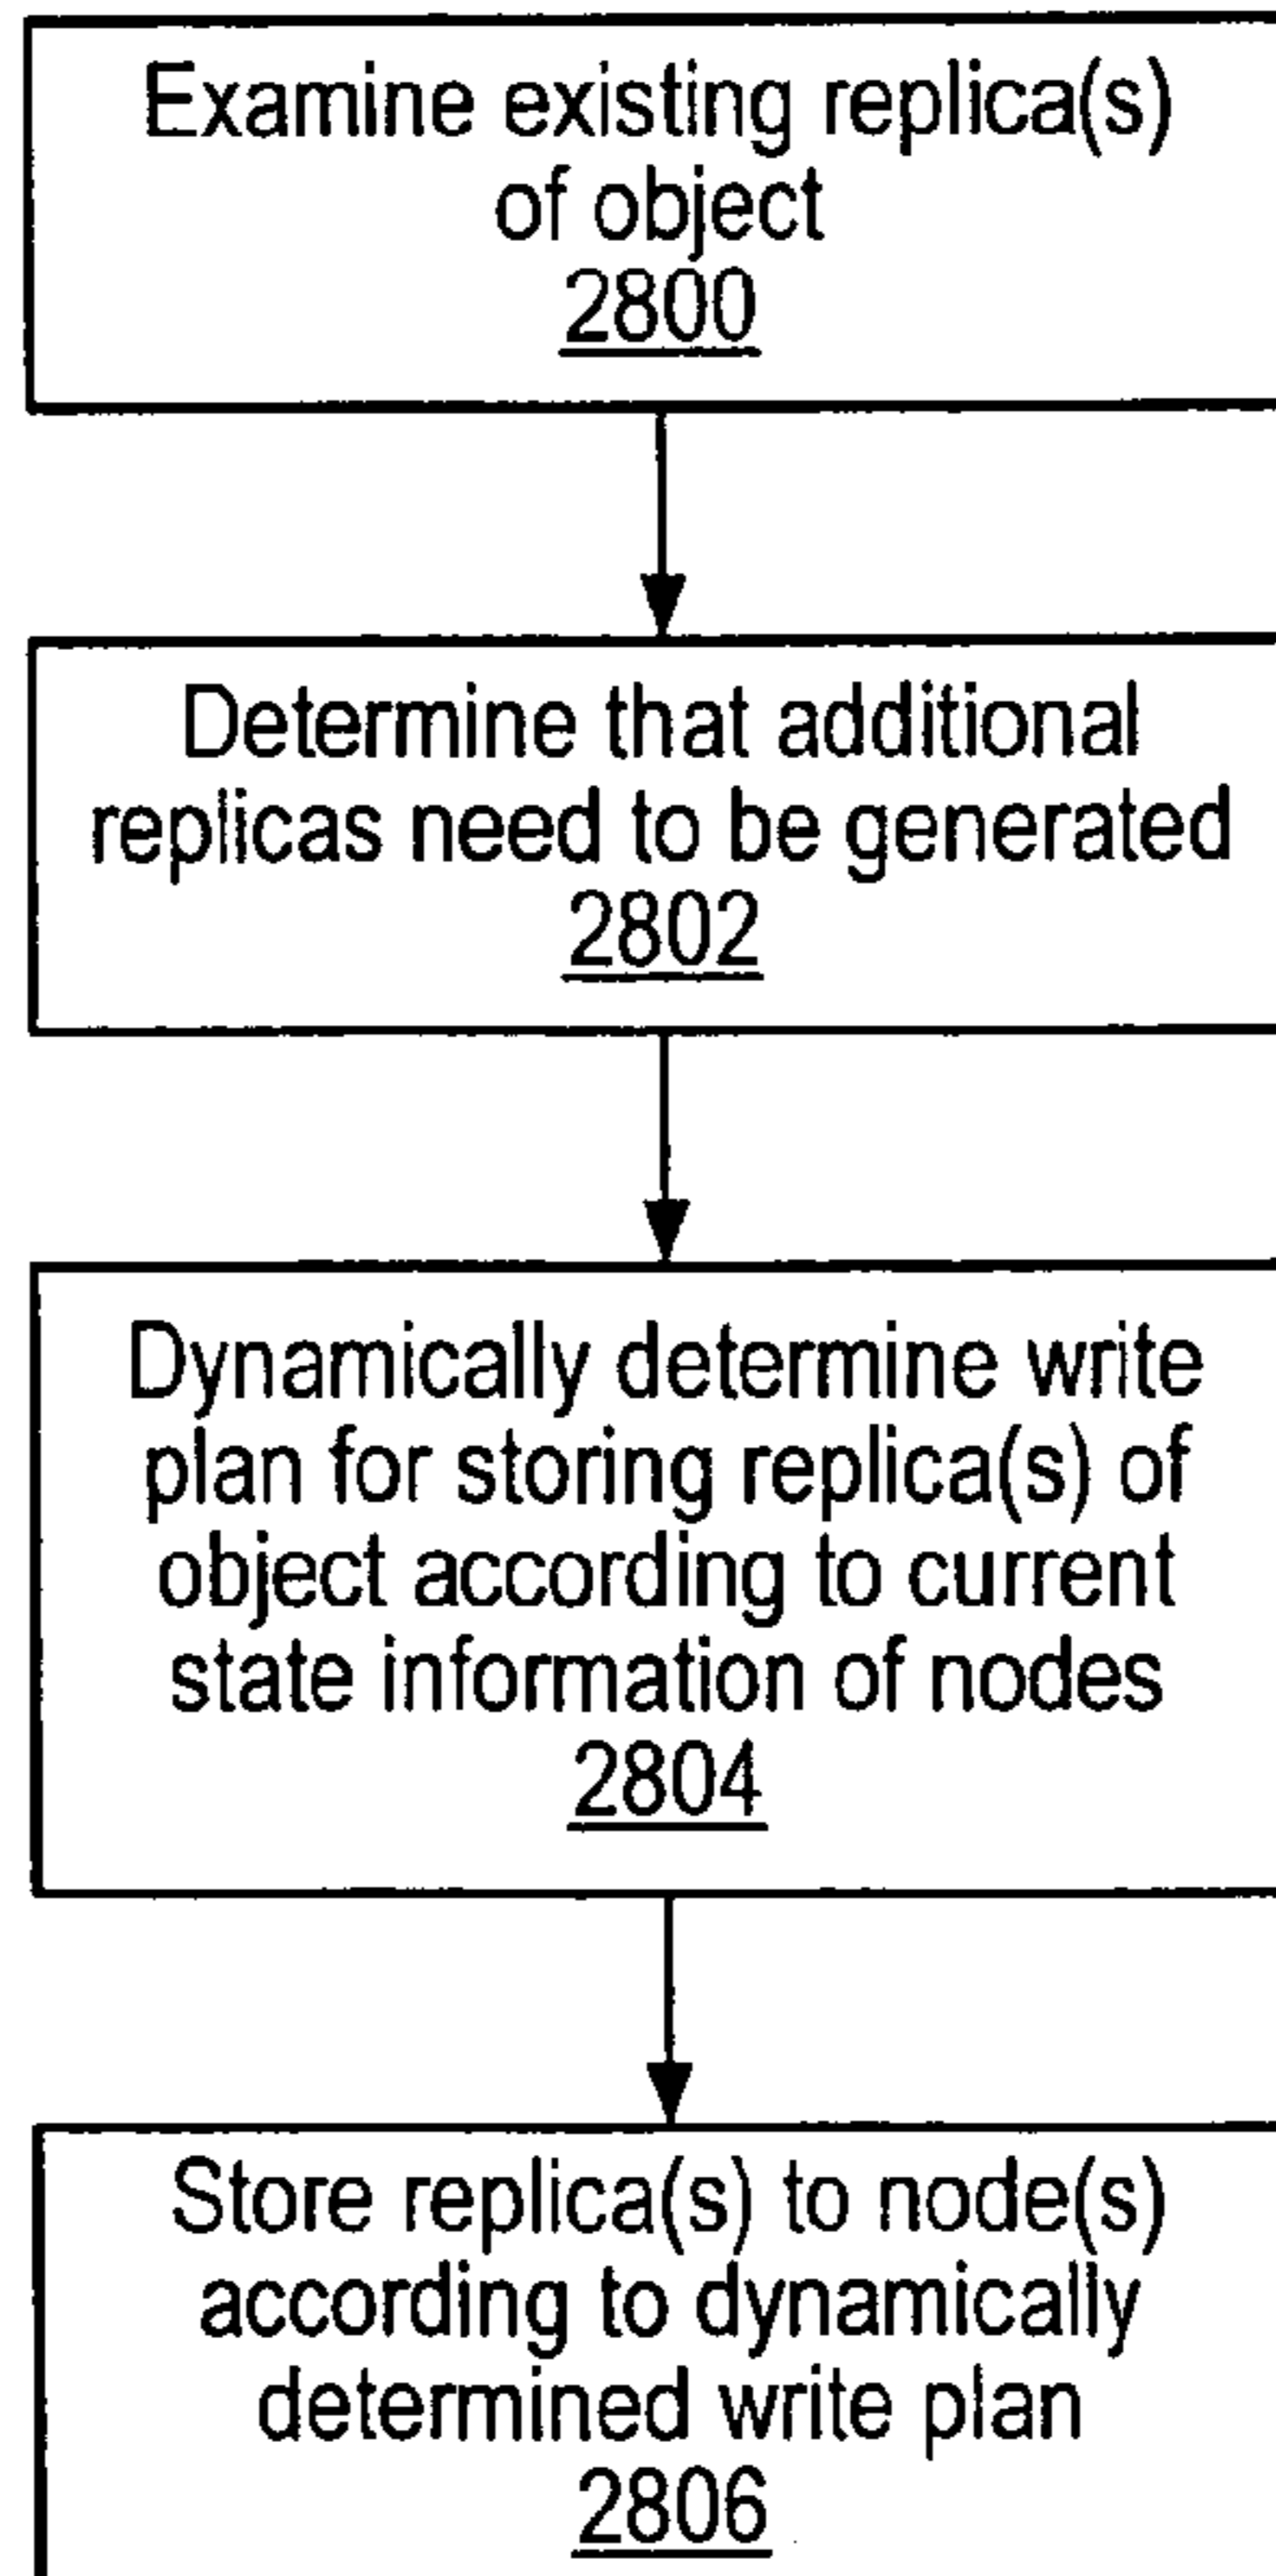 Examine existing replica(s)
of object
2800
Determine that additional
replicas need to be generated
2802
Dynamically determine write
plan for storing replica(s) of
object according to current
state information of nodes
2804
Store replica(s) to node(s)
according to dynamically
determined write plan
2806